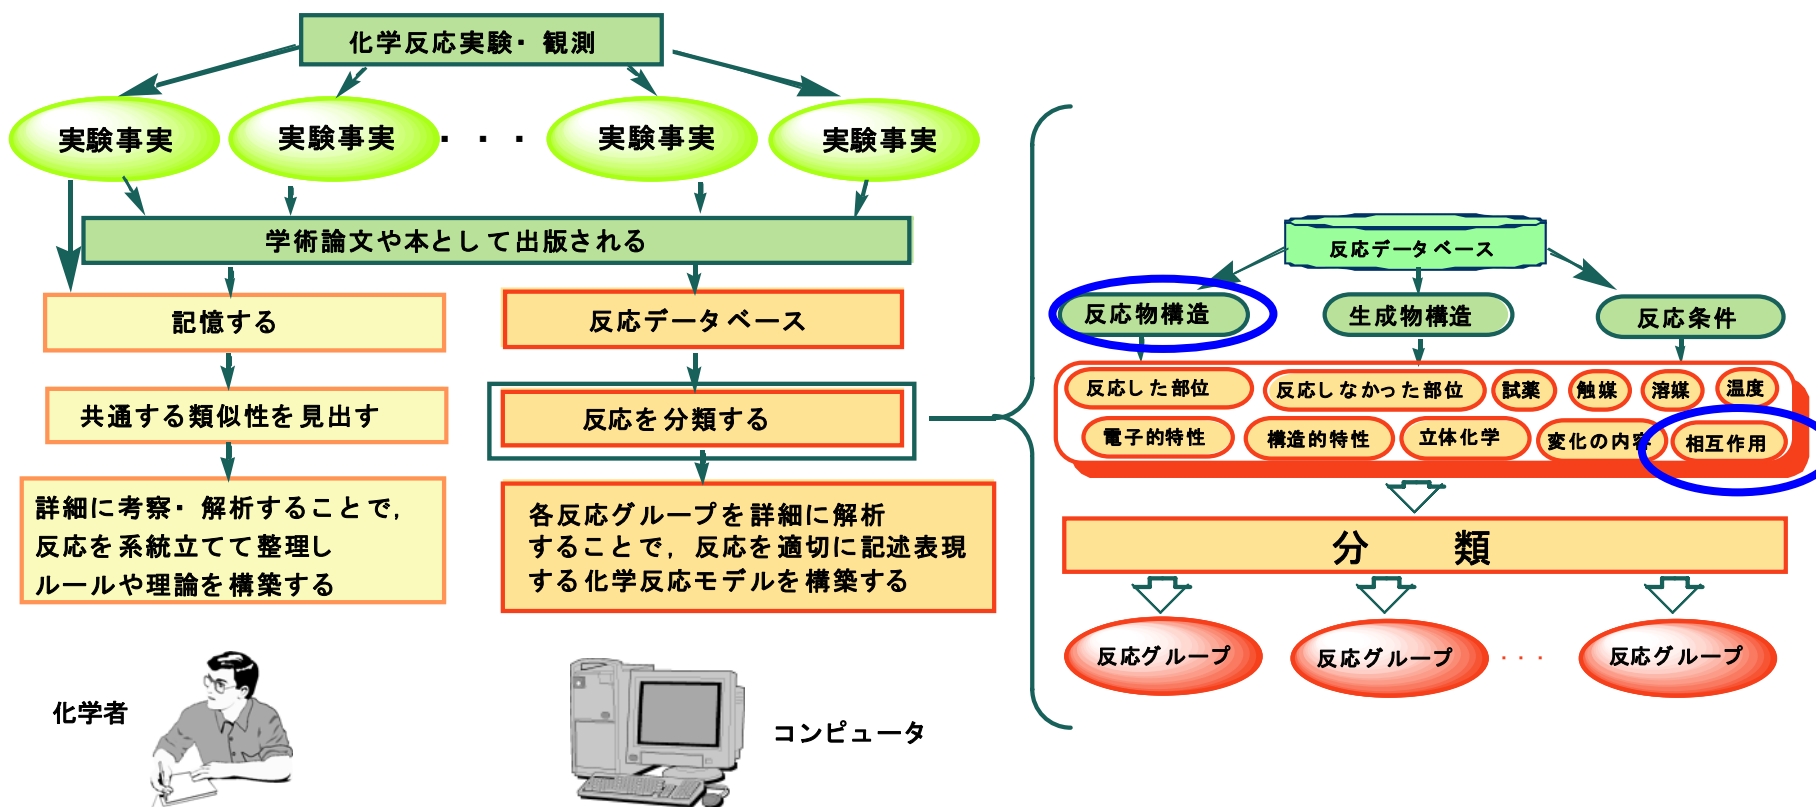 化学反応実験・観測
実験事実
実験事実
・・・
実験事実
実験事実
学術論文や本として出版される
記憶する
反応データベース
共通する類似性を見出す
反応を分類する
詳細に考察・解析することで,
反応を系統立てて整理し
ルールや理論を構築する
各反応グループを詳細に解析
することで,反応を適切に記述表現
する化学反応モデルを構築する
化学者
コンピュータ
反応データベース
反応物構造
生成物構造
反応条件
反応した部位
反応しなかった部位
試薬
触媒
溶媒
温度
電子的特性
構造的特性
立体化学
変化の内容
相互作用
分 類
反応グループ
反応グループ
・・・
反応グループ